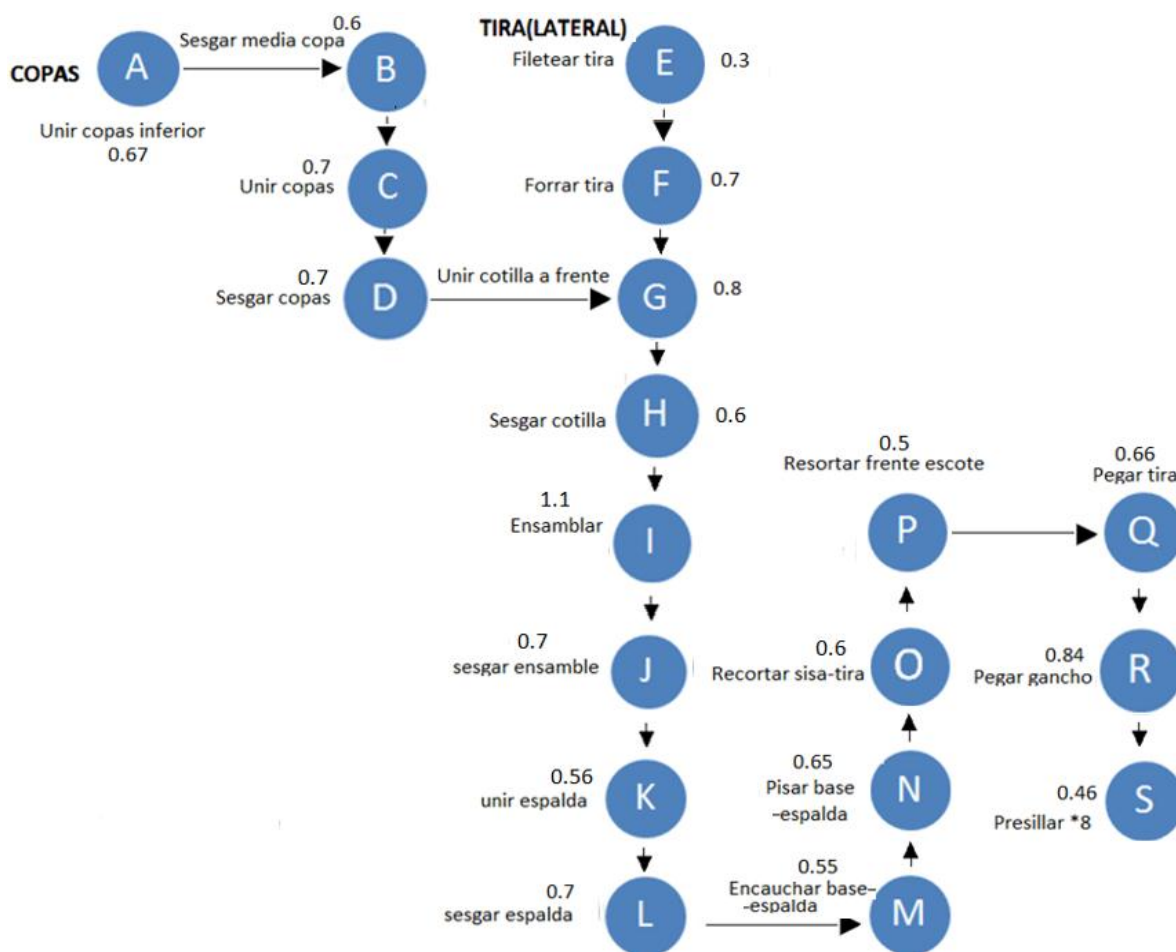 COPAS
A
Unir copas inferior
0.67
Sesgar media copa
0.6
B
0.7
Unir copas
C
0.7
Sesgar copas
D
TIRA(LATERAL)
Filetear tira
E
0.3
Forrar tira
F
0.7
Unir cotilla a frente
G
0.8
Sesgar cotilla
H
0.6
1.1
Ensamblar
I
0.7
sesgar ensamble
J
0.56
unir espalda
K
0.7
sesgar espalda
L
0.55
Encauchar base-
-espalda
M
0.65
Pisar base
-espalda
N
0.6
Recortar sisa-tira
O
0.5
Resortar frente escote
P
0.66
Pegar tira
Q
0.84
Pegar gancho
R
0.46
Presillar *8
S